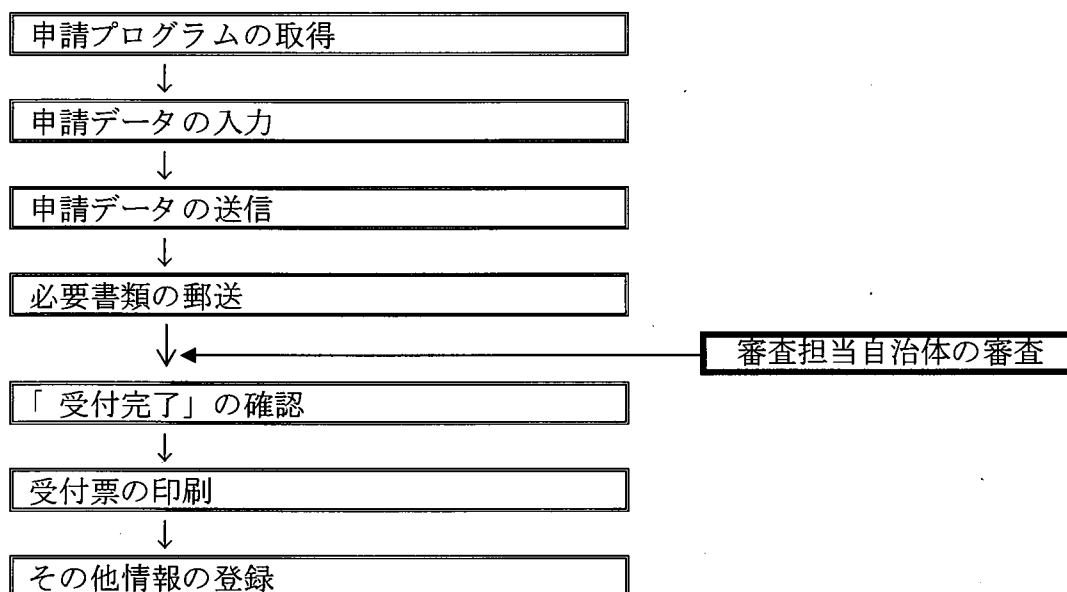 申請プログラムの取得
↓
申請データの入力
↓
申請データの送信
↓
必要書類の郵送
↓
審査担当自治体の審査
「受付完了」の確認
↓
受付票の印刷
↓
その他情報の登録